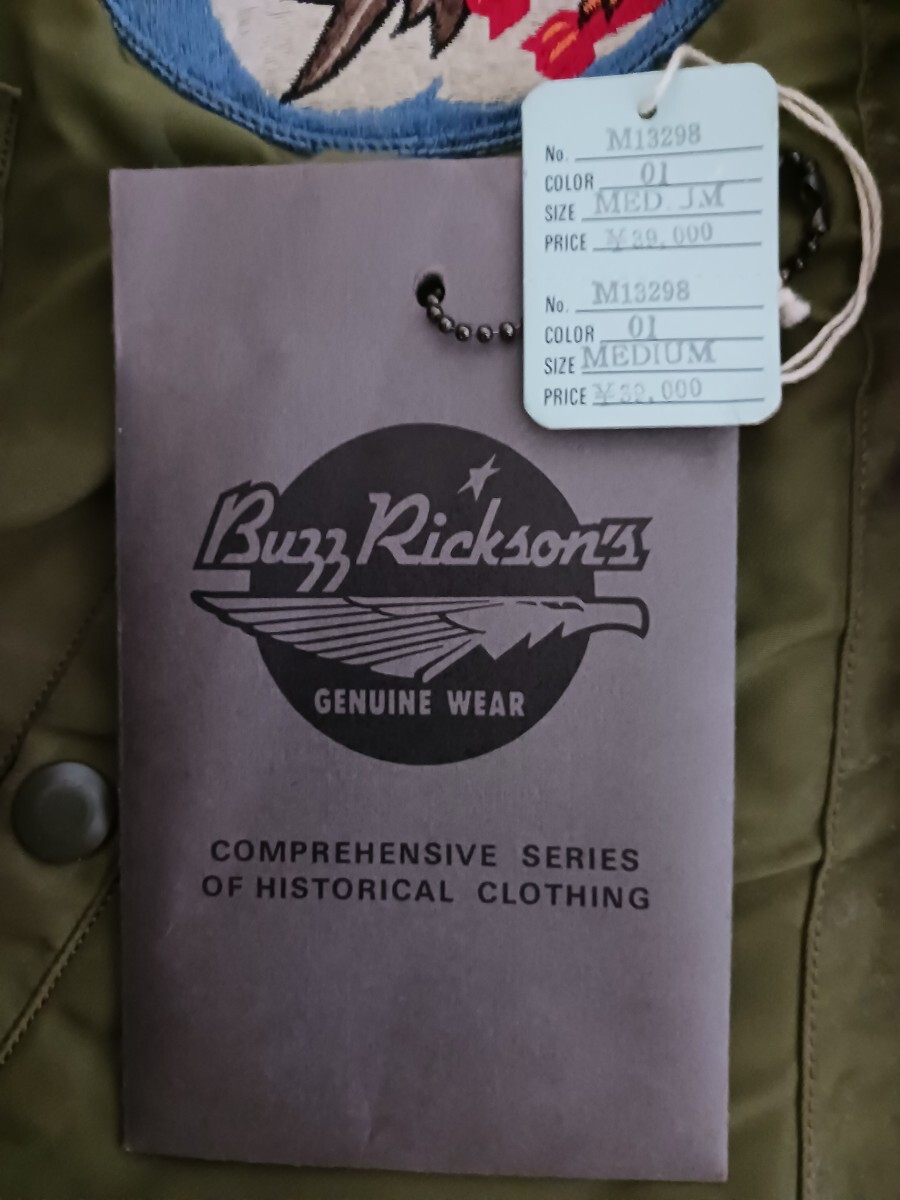 No. M13298
COLOR 01
SIZE MED. JM
PRICE ¥39,000
No. M13298
COLOR 01
SIZE MEDIUM
PRICE ¥39,000
Buzz Rickson's
GENUINE WEAR
COMPREHENSIVE SERIES
OF HISTORICAL CLOTHING